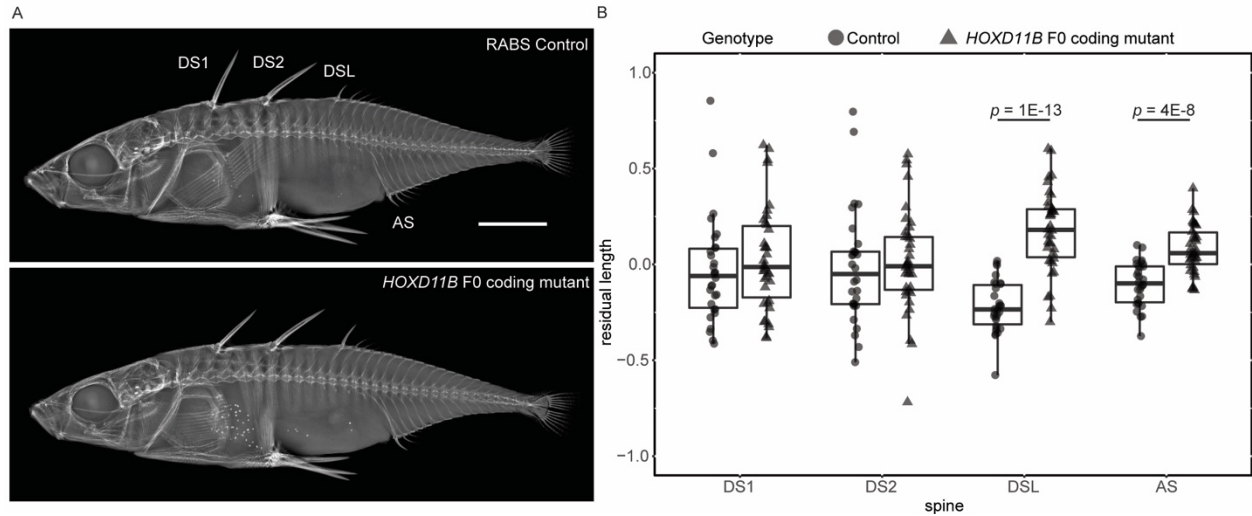 A
RABS Control
DS1
DS2
DSL
AS
HOXD11B F0 coding mutant
B
Genotype Control HOXD11B F0 coding mutant
1.0
p = 1E-13 p = 4E-8
0.5
0.0
residual length
−0.5
−1.0
DS1 DS2 DSL AS
spine